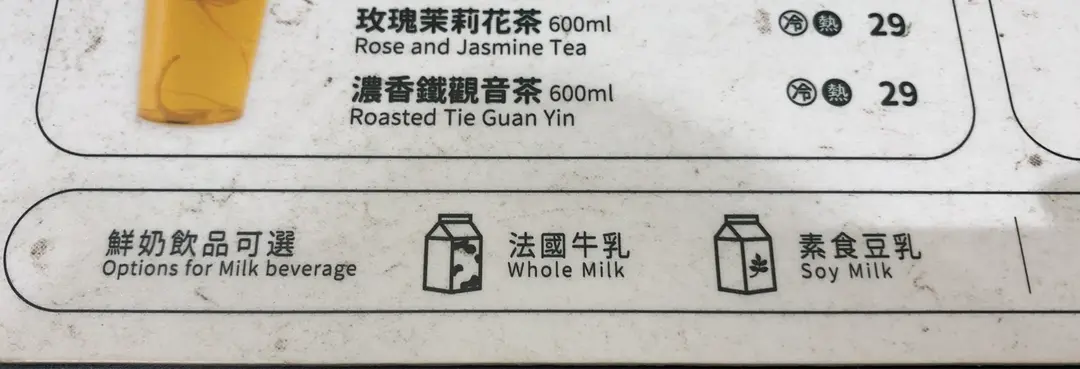 玫瑰茉莉花茶 600ml 冷 熱 29
Rose and Jasmine Tea
濃香鐵觀音茶 600ml 冷 熱 29
Roasted Tie Guan Yin
鮮奶飲品可選
Options for Milk beverage
法國牛乳
Whole Milk
素食豆乳
Soy Milk